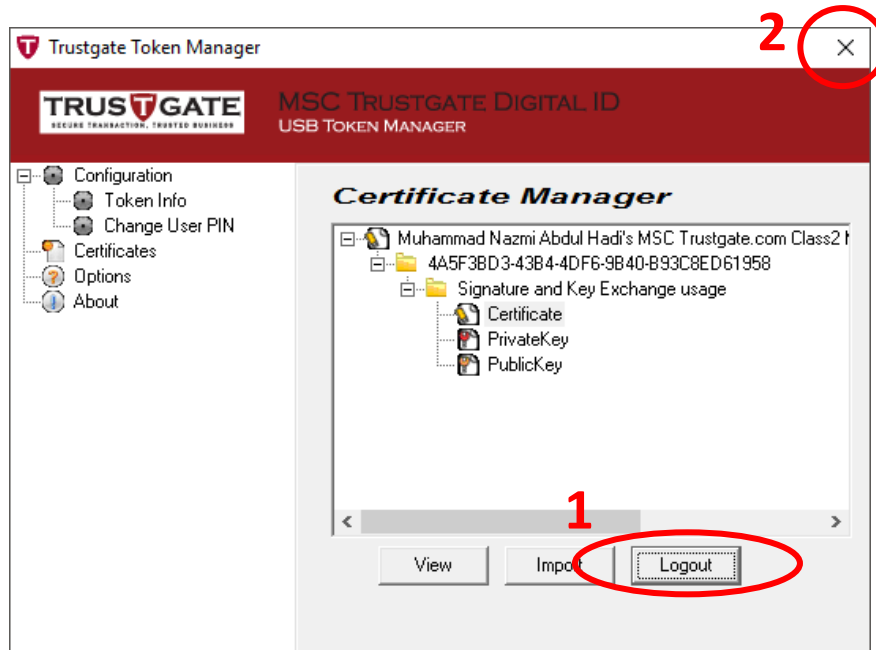 2
Trustgate Token Manager
TRUSTGATE
SECURE TRANSACTION, TRUSTED BUSINESS
MSC TRUSTGATE DIGITAL ID
USB TOKEN MANAGER
Configuration
Token Info
Change User PIN
Certificates
Options
About
Certificate Manager
Muhammad Nazmi Abdul Hadi's MSC Trustgate.com Class2
4A5F3BD3-43B4-4DF6-9B40-B93C8ED61958
Signature and Key Exchange usage
Certificate
PrivateKey
PublicKey
1
View
Import
Logout